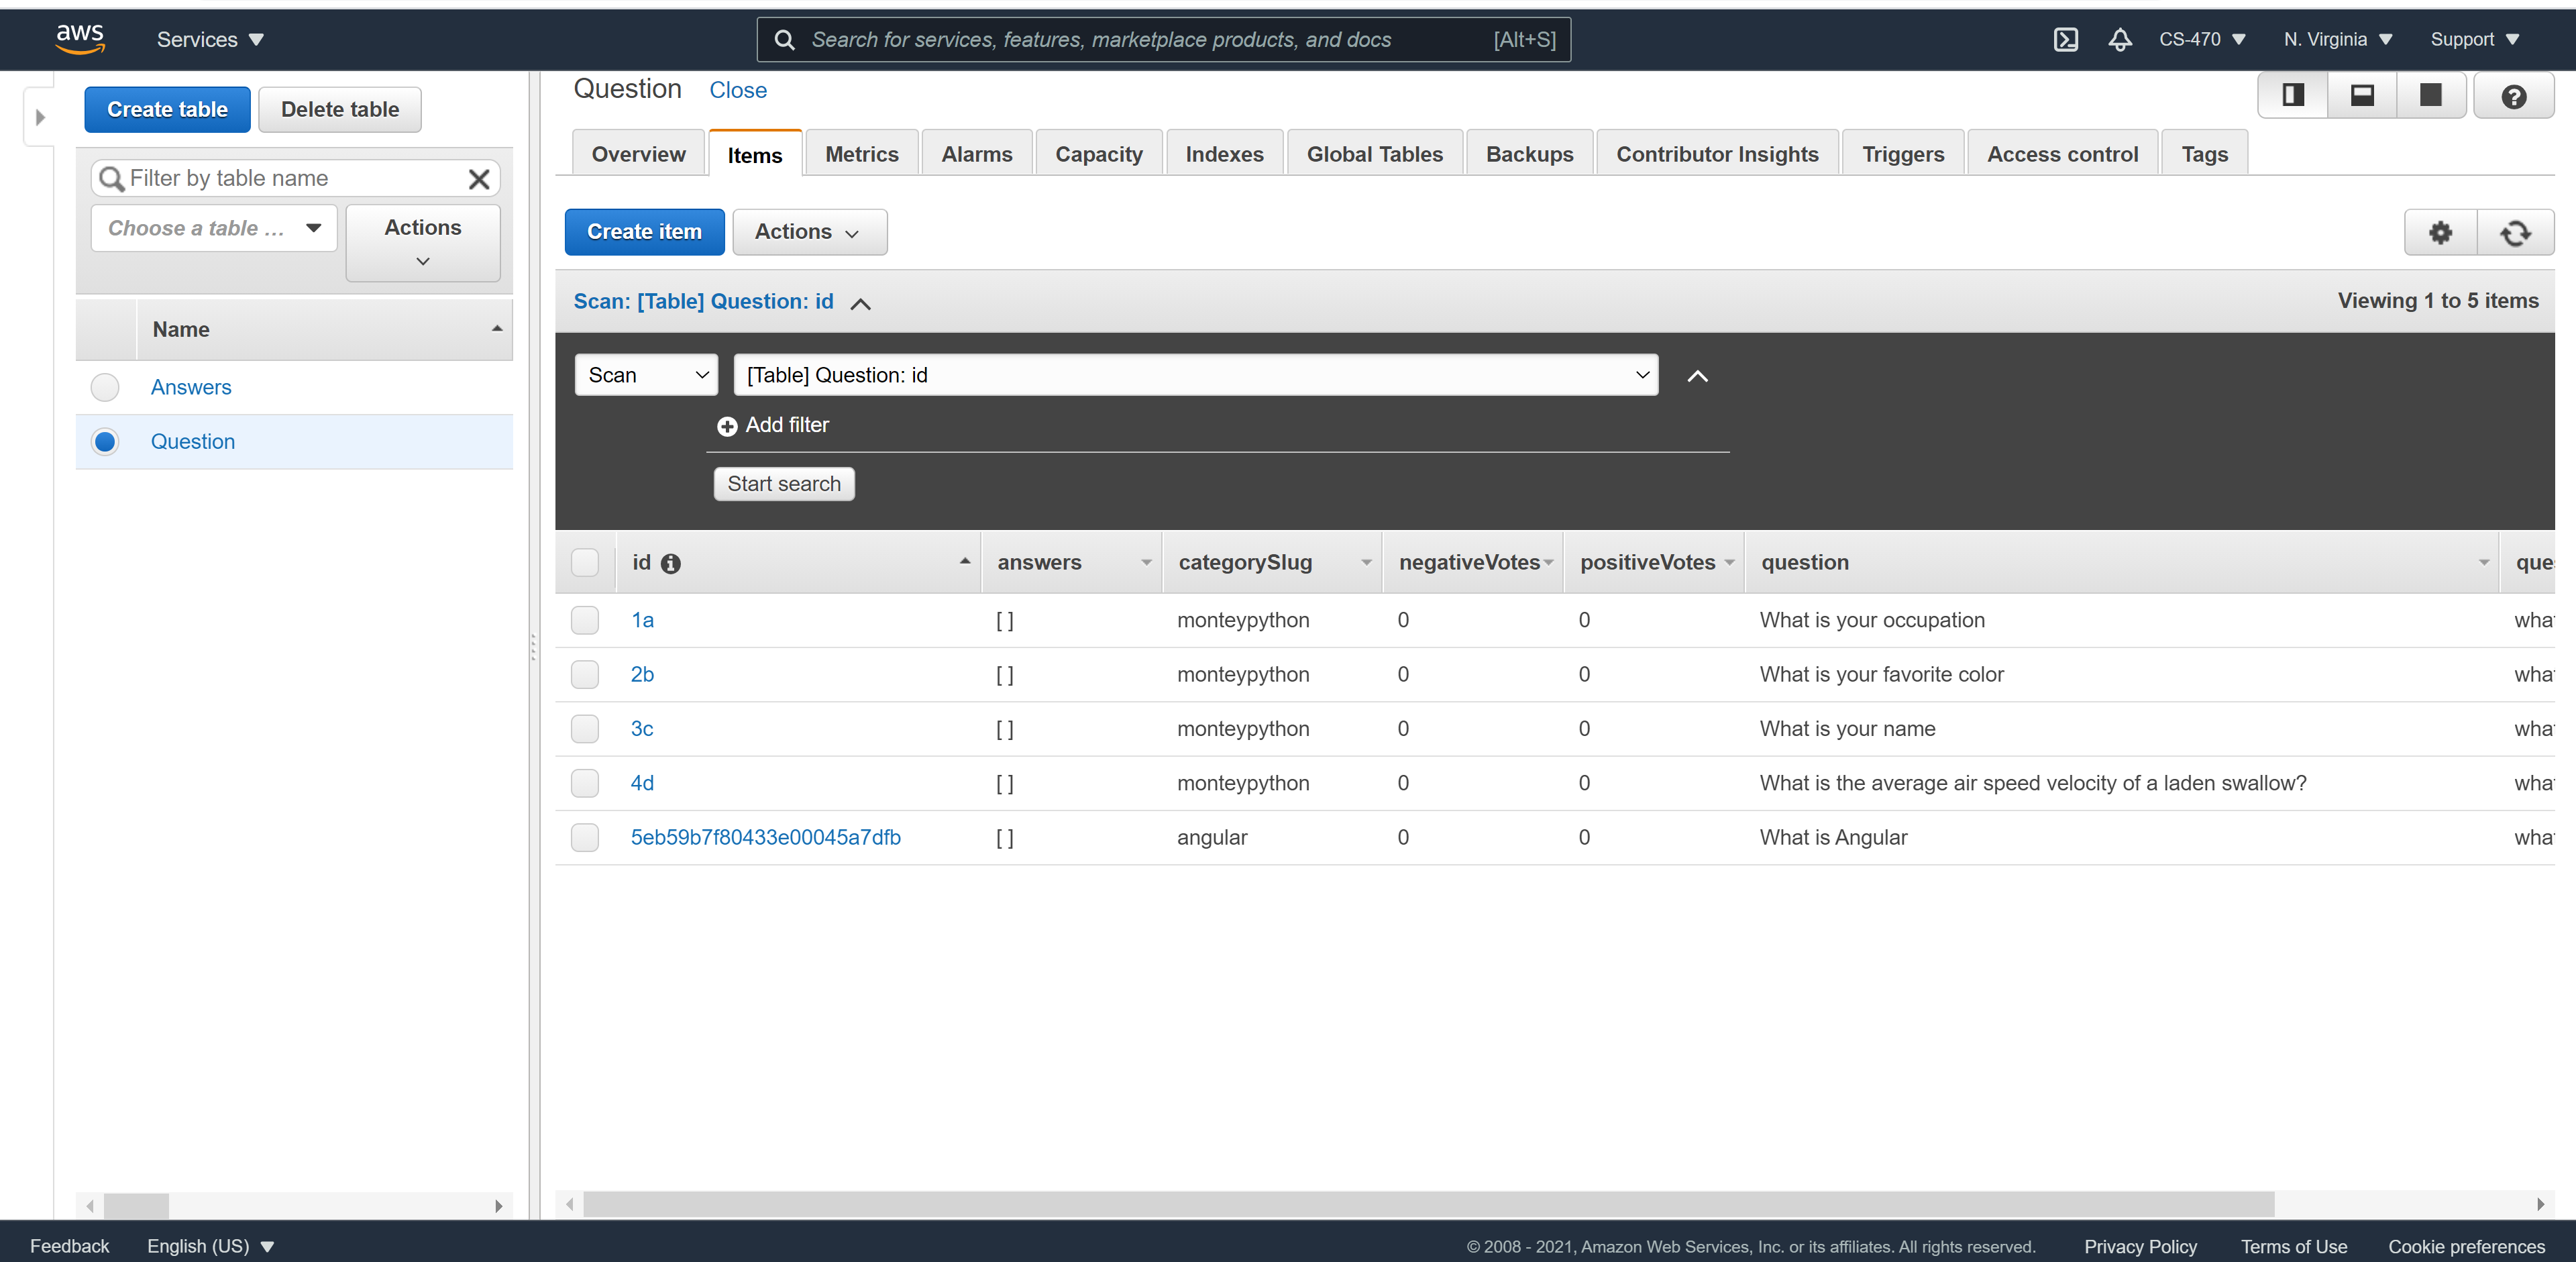 aws Services Search for services, features, marketplace products, and docs [Alt+S] CS-470 N. Virginia Support
Create table Delete table
Filter by table name
Choose a table ... Actions
Name
Answers
Question
Question Close
Overview Items Metrics Alarms Capacity Indexes Global Tables Backups Contributor Insights Triggers Access control Tags
Create item Actions
Scan: [Table] Question: id Viewing 1 to 5 items
Scan [Table] Question: id
Add filter
Start search
id answers categorySlug negativeVotes positiveVotes question que
1a [ ] monteypython 0 0 What is your occupation wha
2b [ ] monteypython 0 0 What is your favorite color wha
3c [ ] monteypython 0 0 What is your name wha
4d [ ] monteypython 0 0 What is the average air speed velocity of a laden swallow? wha
5eb59b7f80433e00045a7dfb [ ] angular 0 0 What is Angular wha
Feedback English (US) © 2008 - 2021, Amazon Web Services, Inc. or its affiliates. All rights reserved. Privacy Policy Terms of Use Cookie preferences